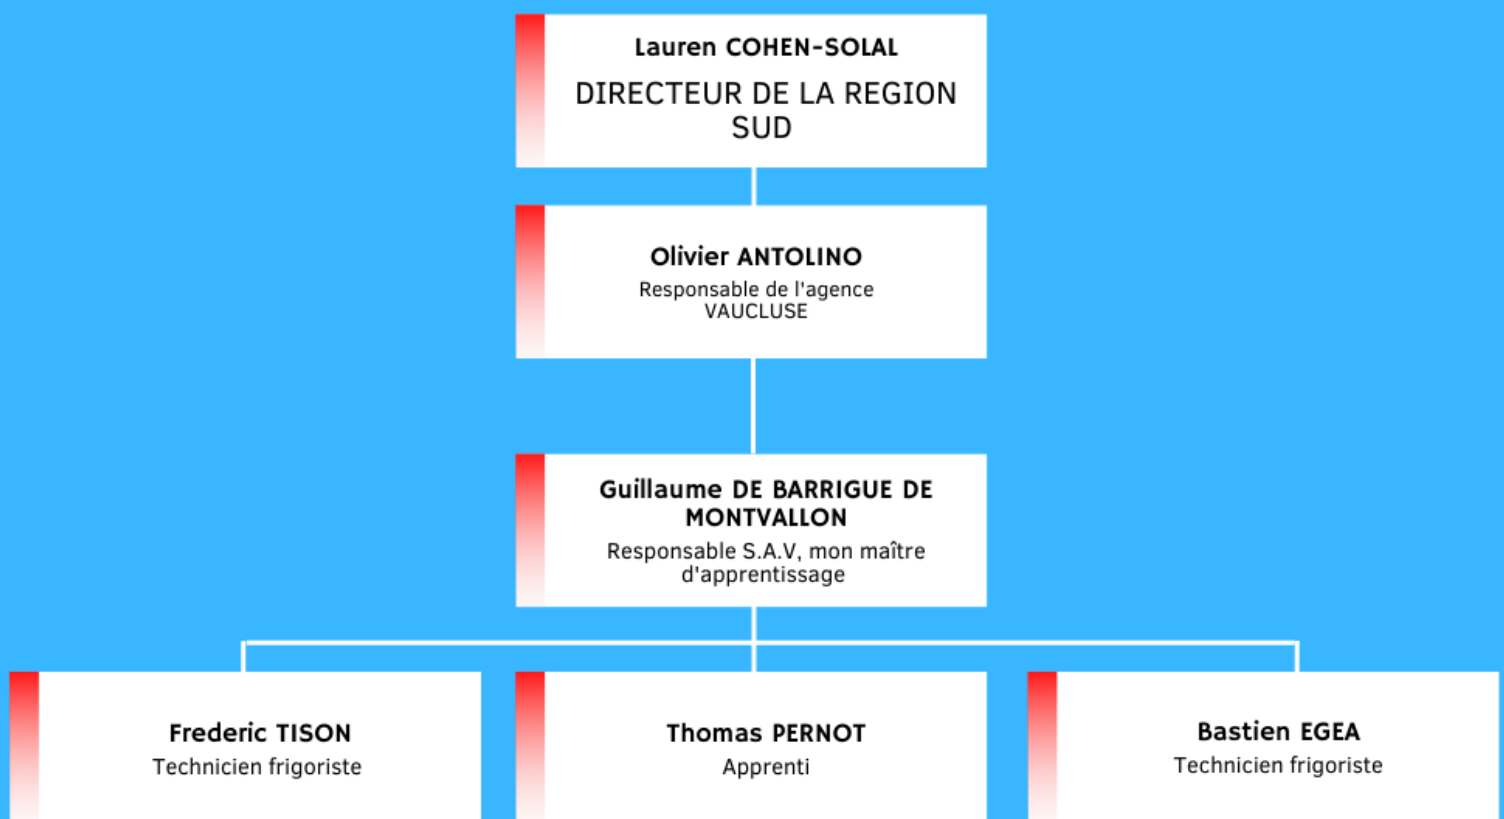 Lauren COHEN-SOLAL
DIRECTEUR DE LA REGION
SUD
Olivier ANTOLINO
Responsable de l'agence
VAUCLUSE
Guillaume DE BARRIGUE DE
MONTVALLON
Responsable S.A.V, mon maître
d'apprentissage
Frederic TISON
Technicien frigoriste
Thomas PERNOT
Apprenti
Bastien EGEA
Technicien frigoriste